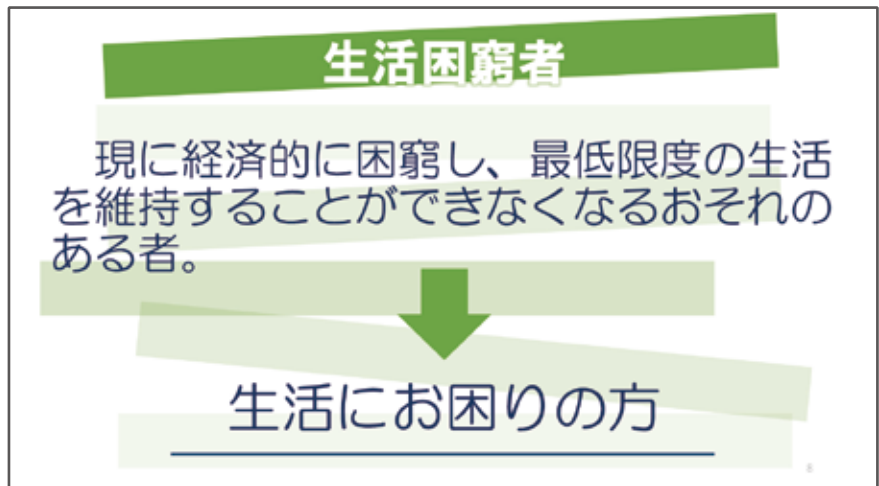 生活困窮者
現に経済的に困窮し、最低限度の生活
を維持することができなくなるおそれの
ある者。
生活にお困りの方
8